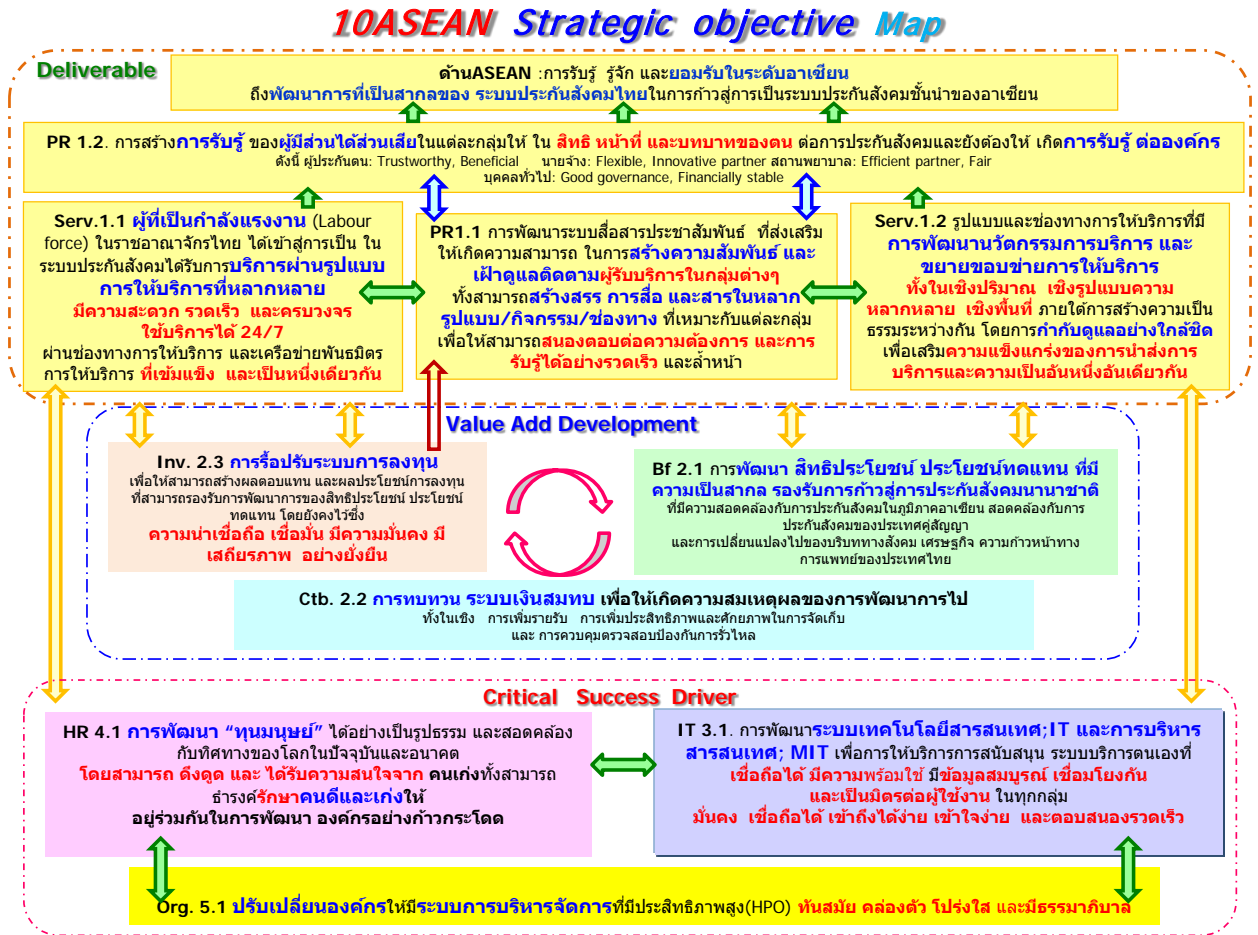 10ASEAN Strategic objective Map
Deliverable
ด้านASEAN :การรับรู้ รู้จัก และยอมรับในระดับอาเซียน
ถึงพัฒนาการที่เป็นสากลของ ระบบประกันสังคมไทยในการก้าวสู่การเป็นระบบประกันสังคมชั้นนำของอาเซียน
PR 1.2. การสร้างการรับรู้ ของผู้มีส่วนได้ส่วนเสียในแต่ละกลุ่มให้ ใน สิทธิ หน้าที่ และบทบาทของตน ต่อการประกันสังคมและยังต้องให้ เกิดการรับรู้ ต่อองค์กร
ดังนี้ ผู้ประกันตน: Trustworthy, Beneficial นายจ้าง: Flexible, Innovative partner สถานพยาบาล: Efficient partner, Fair
บุคคลทั่วไป: Good governance, Financially stable
Serv.1.1 ผู้ที่เป็นกำลังแรงงาน (Labour
force) ในราชอาณาจักรไทย ได้เข้าสู่การเป็น ใน
ระบบประกันสังคมได้รับการบริการผ่านรูปแบบ
การให้บริการที่หลากหลาย
มีความสะดวก รวดเร็ว และครบวงจร
ใช้บริการได้ 24/7
ผ่านช่องทางการให้บริการ และเครือข่ายพันธมิตร
การให้บริการ ที่เข้มแข็ง และเป็นหนึ่งเดียวกัน
PR1.1 การพัฒนาระบบสื่อสารประชาสัมพันธ์ ที่ส่งเสริม
ให้เกิดความสามารถ ในการสร้างความสัมพันธ์ และ
เฝ้าดูแลติดตามผู้รับบริการในกลุ่มต่างๆ
ทั้งสามารถสร้างสรร การสื่อ และสารในหลาก
รูปแบบ/กิจกรรม/ช่องทาง ที่เหมาะกับแต่ละกลุ่ม
เพื่อให้สามารถสนองตอบต่อความต้องการ และการ
รับรู้ได้อย่างรวดเร็ว และล้ำหน้า
Serv.1.2 รูปแบบและช่องทางการให้บริการที่มี
การพัฒนานวัตกรรมการบริการ และ
ขยายขอบข่ายการให้บริการ
ทั้งในเชิงปริมาณ เชิงรูปแบบความ
หลากหลาย เชิงพื้นที่ ภายใต้การสร้างความเป็น
ธรรมระหว่างกัน โดยการกำกับดูแลอย่างใกล้ชิด
เพื่อเสริมความแข็งแกร่งของการนำส่งการ
บริการและความเป็นอันหนึ่งอันเดียวกัน
Value Add Development
Inv. 2.3 การรื้อปรับระบบการลงทุน
เพื่อให้สามารถสร้างผลตอบแทน และผลประโยชน์การลงทุน
ที่สามารถรองรับการพัฒนาการของสิทธิประโยชน์ ประโยชน์
ทดแทน โดยยังคงไว้ซึ่ง
ความน่าเชื่อถือ เชื่อมั่น มีความมั่นคง มี
เสถียรภาพ อย่างยั่งยืน
Bf 2.1 การพัฒนา สิทธิประโยชน์ ประโยชน์ทดแทน ที่มี
ความเป็นสากล รองรับการก้าวสู่การประกันสังคมนานาชาติ
ที่มีความสอดคล้องกับการประกันสังคมในภูมิภาคอาเซียน สอดคล้องกับการ
ประกันสังคมของประเทศคู่สัญญา
และการเปลี่ยนแปลงไปของบริบททางสังคม เศรษฐกิจ ความก้าวหน้าทาง
การแพทย์ของประเทศไทย
Ctb. 2.2 การทบทวน ระบบเงินสมทบ เพื่อให้เกิดความสมเหตุผลของการพัฒนาการไป
ทั้งในเชิง การเพิ่มรายรับ การเพิ่มประสิทธิภาพและศักยภาพในการจัดเก็บ
และ การควบคุมตรวจสอบป้องกันการรั่วไหล
Critical Success Driver
HR 4.1 การพัฒนา “ทุนมนุษย์” ได้อย่างเป็นรูปธรรม และสอดคล้อง
กับทิศทางของโลกในปัจจุบันและอนาคต
โดยสามารถ ดึงดูด และ ได้รับความสนใจจาก คนเก่งทั้งสามารถ
ธำรงค์รักษาคนดีและเก่งให้
อยู่ร่วมกันในการพัฒนา องค์กรอย่างก้าวกระโดด
IT 3.1. การพัฒนาระบบเทคโนโลยีสารสนเทศ;IT และการบริหาร
สารสนเทศ; MIT เพื่อการให้บริการการสนับสนุน ระบบบริการตนเองที่
เชื่อถือได้ มีความพร้อมใช้ มีข้อมูลสมบูรณ์ เชื่อมโยงกัน
และเป็นมิตรต่อผู้ใช้งาน ในทุกกลุ่ม
มั่นคง เชื่อถือได้ เข้าถึงได้ง่าย เข้าใจง่าย และตอบสนองรวดเร็ว
Org. 5.1 ปรับเปลี่ยนองค์กรให้มีระบบการบริหารจัดการที่มีประสิทธิภาพสูง(HPO) ทันสมัย คล่องตัว โปร่งใส และมีธรรมาภิบาล